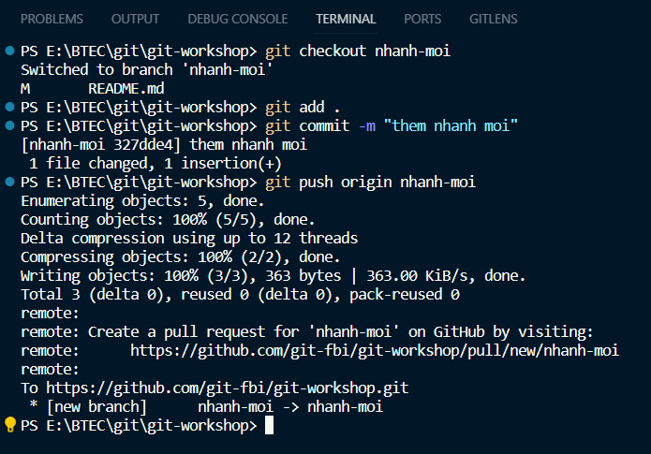 PROBLEMS OUTPUT DEBUG CONSOLE TERMINAL PORTS GITLENS
PS E:\BTEC\git\git-workshop> git checkout nhanh-moi
Switched to branch 'nhanh-moi'
M       README.md
PS E:\BTEC\git\git-workshop> git add .
PS E:\BTEC\git\git-workshop> git commit -m "them nhanh moi"
[nhanh-moi 327dde4] them nhanh moi
 1 file changed, 1 insertion(+)
PS E:\BTEC\git\git-workshop> git push origin nhanh-moi
Enumerating objects: 5, done.
Counting objects: 100% (5/5), done.
Delta compression using up to 12 threads
Compressing objects: 100% (2/2), done.
Writing objects: 100% (3/3), 363 bytes | 363.00 KiB/s, done.
Total 3 (delta 0), reused 0 (delta 0), pack-reused 0
remote:
remote: Create a pull request for 'nhanh-moi' on GitHub by visiting:
remote:      https://github.com/git-fbi/git-workshop/pull/new/nhanh-moi
remote:
To https://github.com/git-fbi/git-workshop.git
 * [new branch]      nhanh-moi -> nhanh-moi
PS E:\BTEC\git\git-workshop>